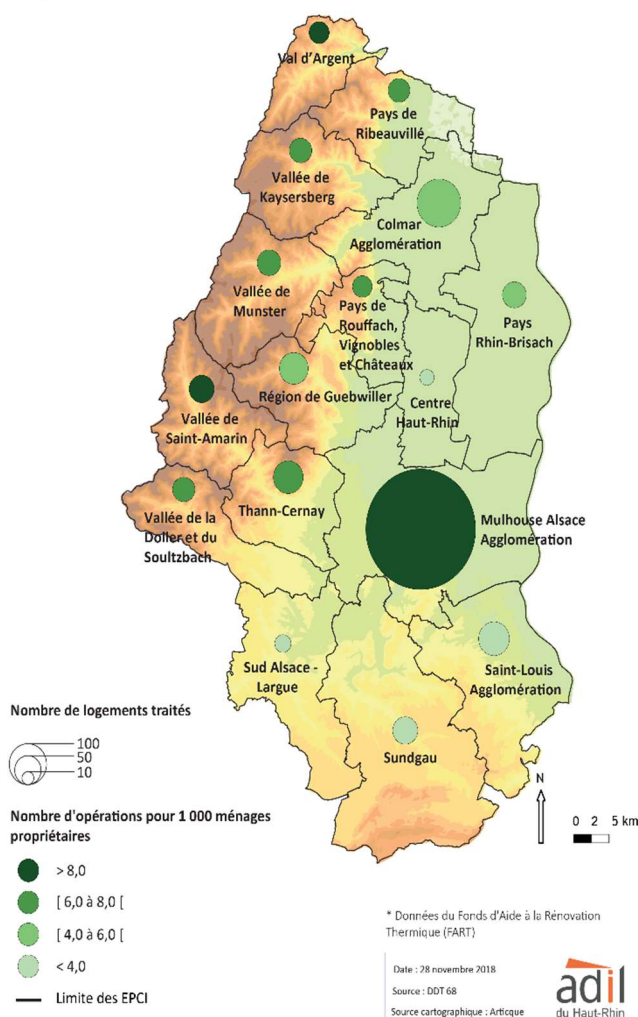 Val d'Argent
Pays de
Ribeauvillé
Vallée de
Kaysersberg
Colmar
Agglomération
Vallée de
Munster
Pays de
Rouffach,
Vignobles
et Châteaux
Pays
Rhin-Brisach
Région de Guebwiller
Centre
Haut-Rhin
Vallée de
Saint-Amarin
Thann-Cernay
Vallée de la
Doller et du
Soultzbach
Mulhouse Alsace
Agglomération
Sud Alsace -
Largue
Saint-Louis
Agglomération
Sundgau
Nombre de logements traités
100
50
10
N
0 2 5 km
Nombre d'opérations pour 1 000 ménages
propriétaires
> 8,0
[ 6,0 à 8,0 [
[ 4,0 à 6,0 [
< 4,0
Limite des EPCI
* Données du Fonds d'Aide à la Rénovation
Thermique (FART)
Date : 28 novembre 2018
Source : DDT 68
Source cartographique : Articque
adil
du Haut-Rhin